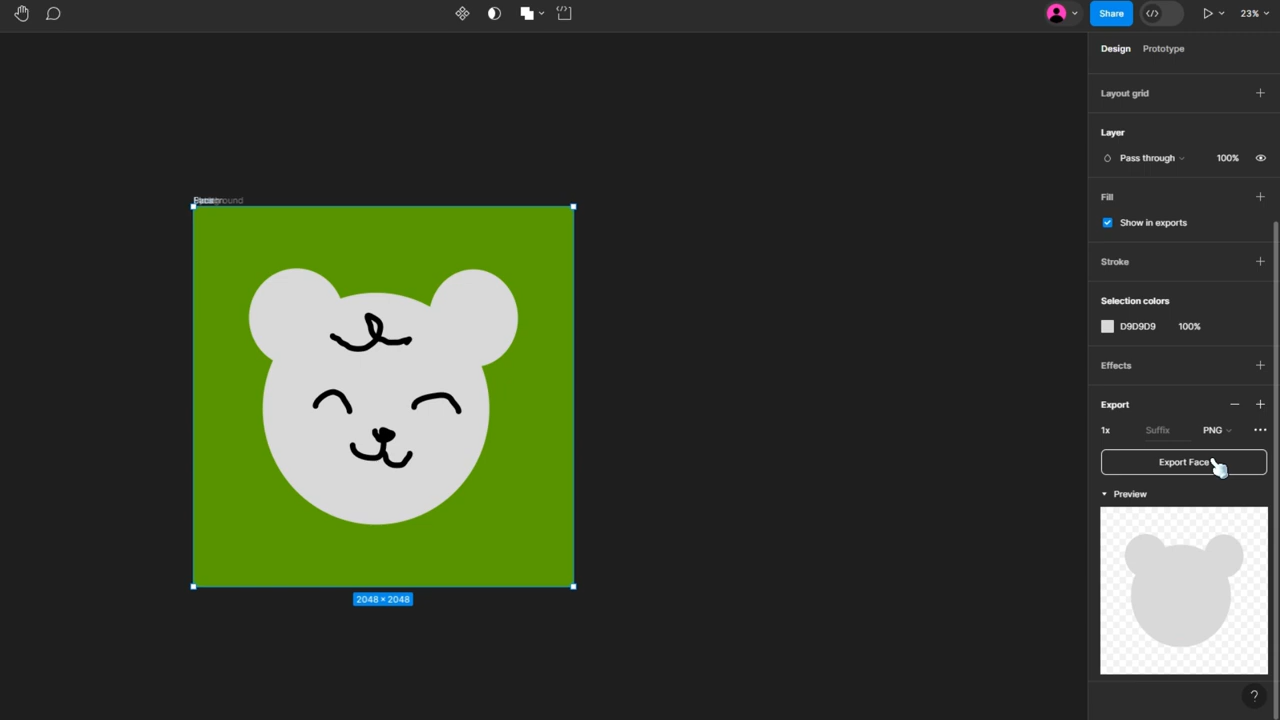 Share
23%
Design Prototype
Layout grid
Layer
Pass through 100%
Fill
Show in exports
Stroke
Selection colors
D9D9D9 100%
Effects
Export
1x Suffix PNG
Export Face
Preview
2048 × 2048
?